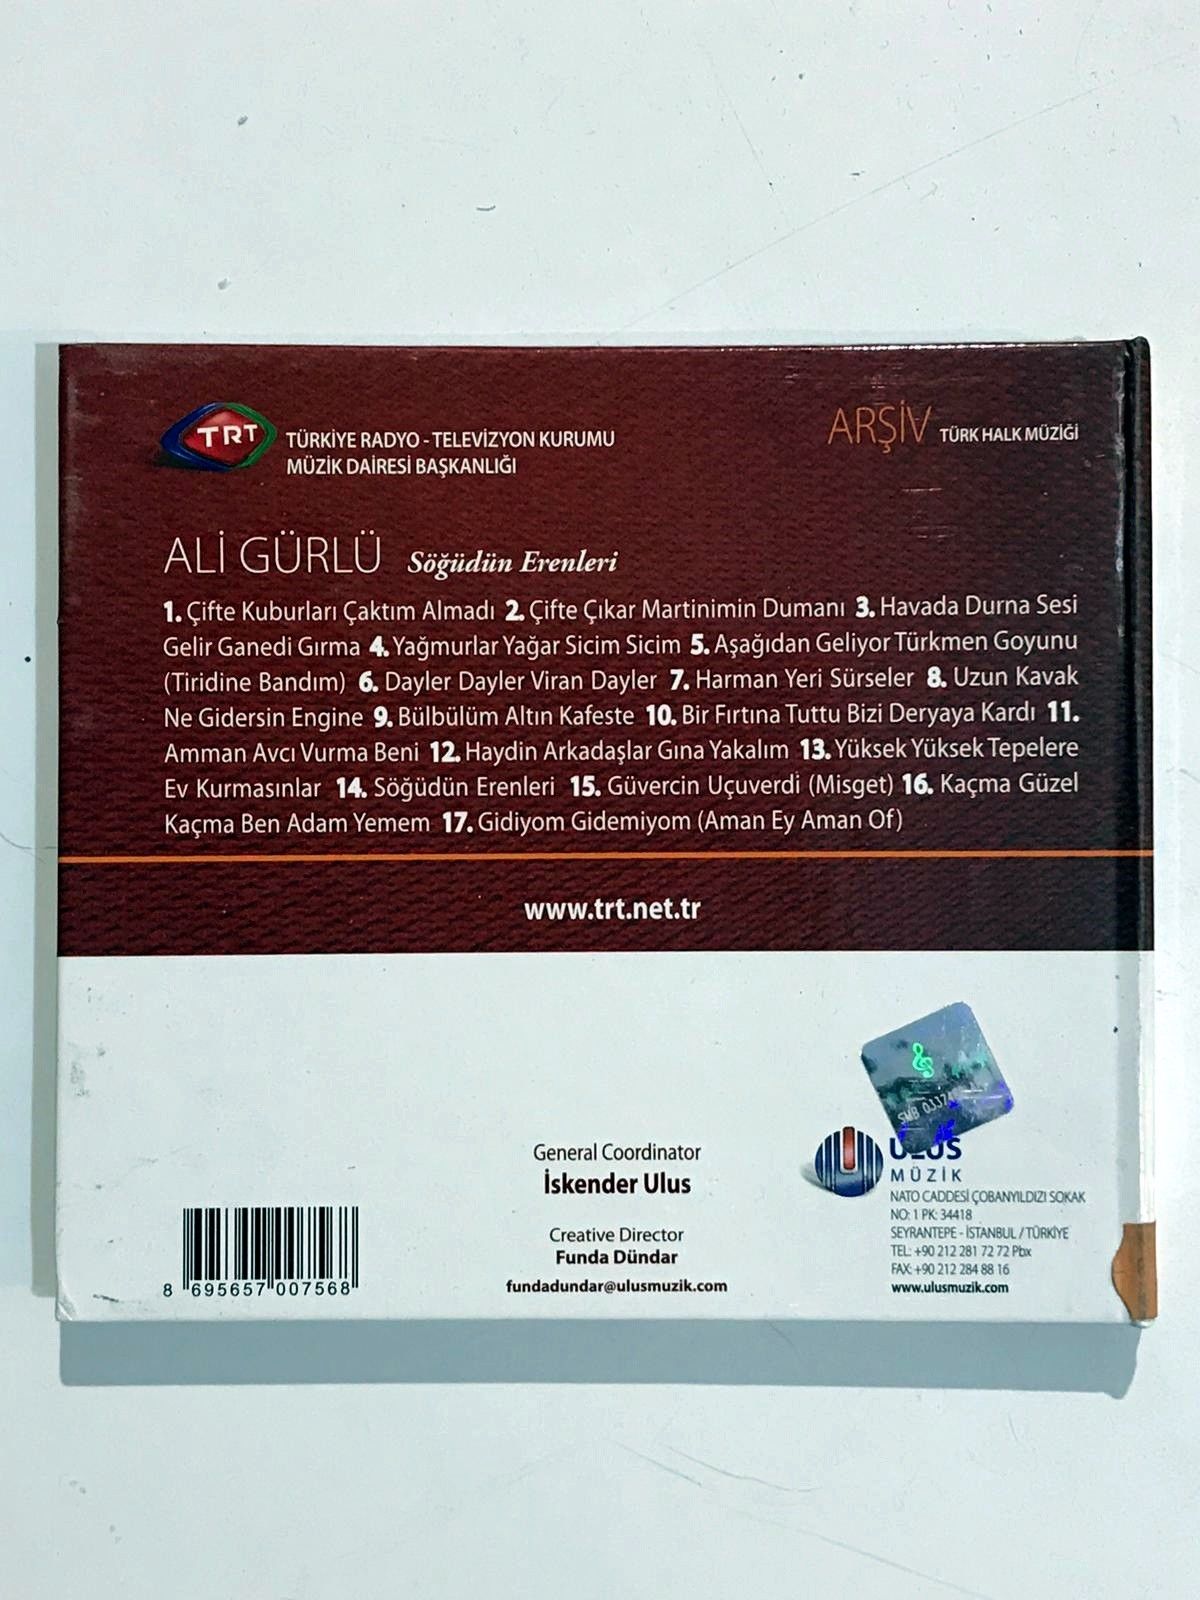 TRT
TÜRKİYE RADYO - TELEVİZYON KURUMU
MÜZİK DAİRESİ BAŞKANLIĞI
ARŞİV TÜRK HALK MÜZİĞİ
ALİ GÜRLÜ Söğüdün Erenleri
1. Çifte Kuburları Çaktım Almadı 2. Çifte Çıkar Martinimin Dumanı 3. Havada Durna Sesi
Gelir Ganedi Gırma 4. Yağmurlar Yağar Sicim Sicim 5. Aşağıdan Geliyor Türkmen Goyunu
(Tiridine Bandım) 6. Dayler Dayler Viran Dayler 7. Harman Yeri Sürseler 8. Uzun Kavak
Ne Gidersin Engine 9. Bülbülüm Altın Kafeste 10. Bir Fırtına Tuttu Bizi Deryaya Kardı 11.
Amman Avcı Vurma Beni 12. Haydin Arkadaşlar Gına Yakalım 13. Yüksek Yüksek Tepelere
Ev Kurmasınlar 14. Söğüdün Erenleri 15. Güvercin Uçuverdi (Misget) 16. Kaçma Güzel
Kaçma Ben Adam Yemem 17. Gidiyom Gidemiyom (Aman Ey Aman Of)
www.trt.net.tr
General Coordinator
İskender Ulus
Creative Director
Funda Dündar
fundadundar@ulusmuzik.com
8 695657 007568
SMB
ULUS
MÜZİK
NATO CADDESİ ÇOBANYILDIZI SOKAK
NO: 1 PK: 34418
SEYRANTEPE - İSTANBUL / TÜRKİYE
TEL: +90 212 281 72 72 Pbx
FAX: +90 212 284 88 16
www.ulusmuzik.com